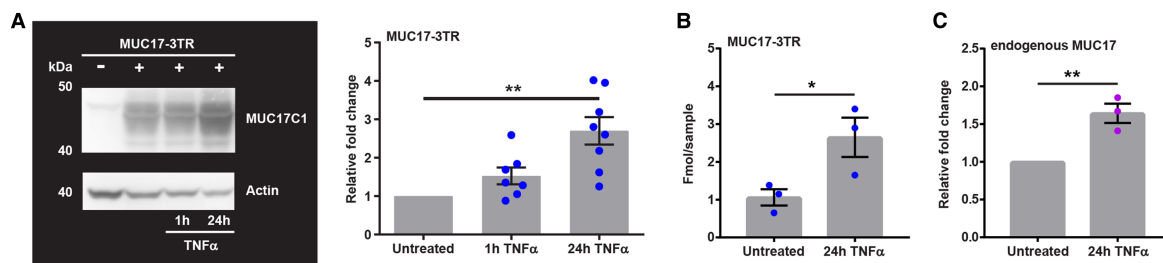 A
MUC17-3TR
kDa - + + +
50
MUC17C1
40
40
Actin
1h 24h
TNFα
MUC17-3TR
Relative fold change
5
4
3
2
1
0
**
Untreated 1h TNFα 24h TNFα
B
MUC17-3TR
Fmol/sample
5
4
3
2
1
0
*
Untreated 24h TNFα
C
endogenous MUC17
Relative fold change
2.5
2.0
1.5
1.0
0.5
0.0
**
Untreated 24h TNFα